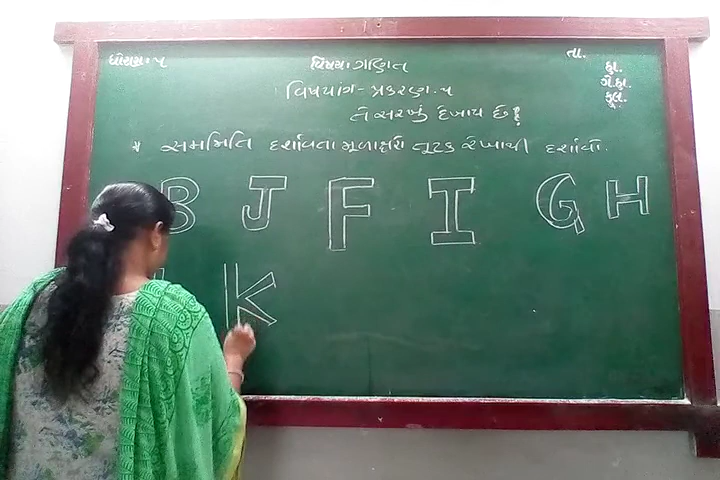 ધોરણ : ૫ વિષય : ગણિત તા.
હા.
વિષયાંગ - પ્રકરણ. ૫ ગે.હા.
કુલ.
તે સરખું દેખાય છે!
* સમમિતિ દર્શાવતા મૂળાક્ષરો તૂટક રેખાથી દર્શાવો.
B J F I G H
K